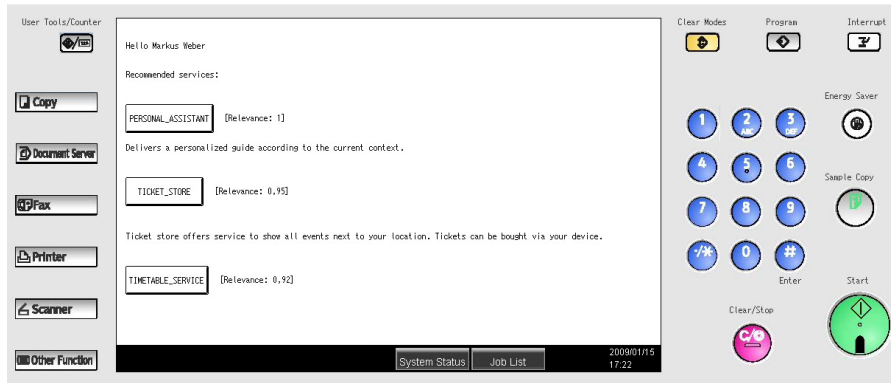 User Tools/Counter
Copy
Document Server
Fax
Printer
Scanner
Other Function
Hello Markus Weber
Recommended services:
PERSONAL_ASSISTANT [Relevance: 1]
Delivers a personalized guide according to the current context.
TICKET_STORE [Relevance: 0,95]
Ticket store offers service to show all events next to your location. Tickets can be bought via your device.
TIMETABLE_SERVICE [Relevance: 0,92]
System Status Job List 2009/01/15
17:22
Clear Modes Program Interrupt
Energy Saver
1 2 ABC 3 DEF
4 5 6
Sample Copy
7 8 9
·/* 0 #
Enter Start
Clear/Stop
C/